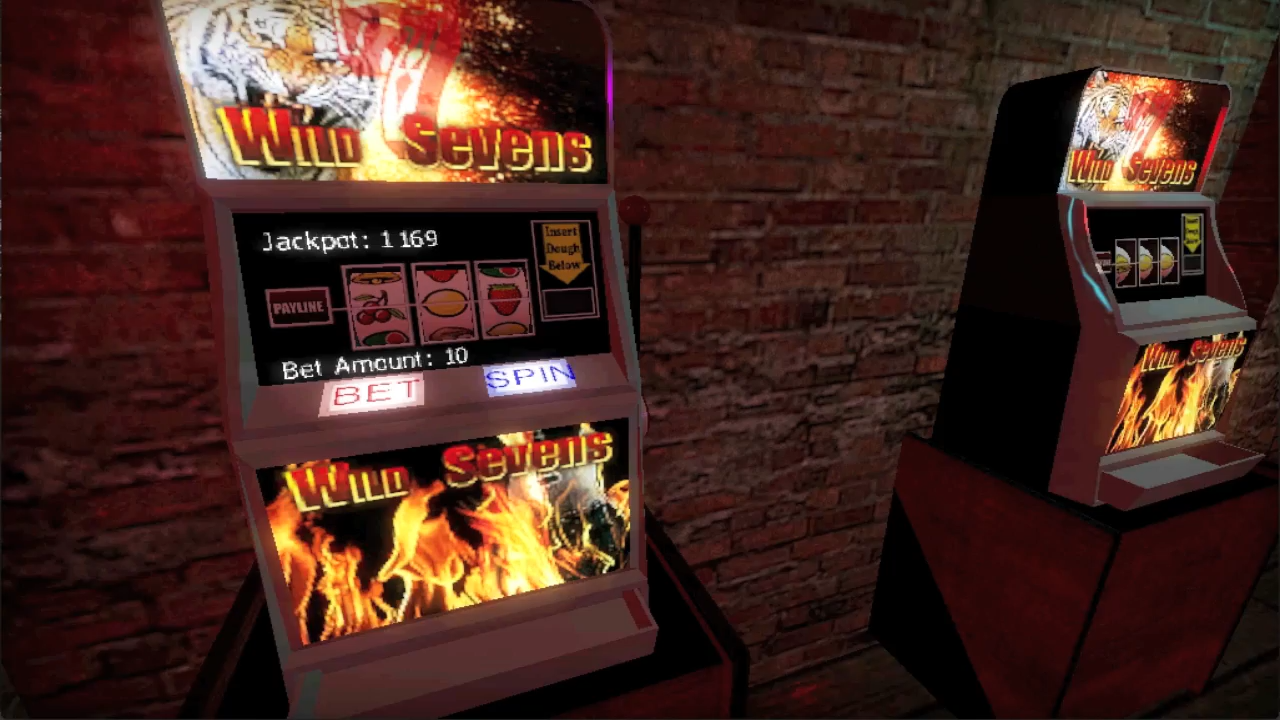 Wild Sevens
Jackpot: 1169
Insert
Dough
Below
PAYLINE
Bet Amount: 10
BET
SPIN
Wild Sevens
Wild Sevens
Wild Sevens